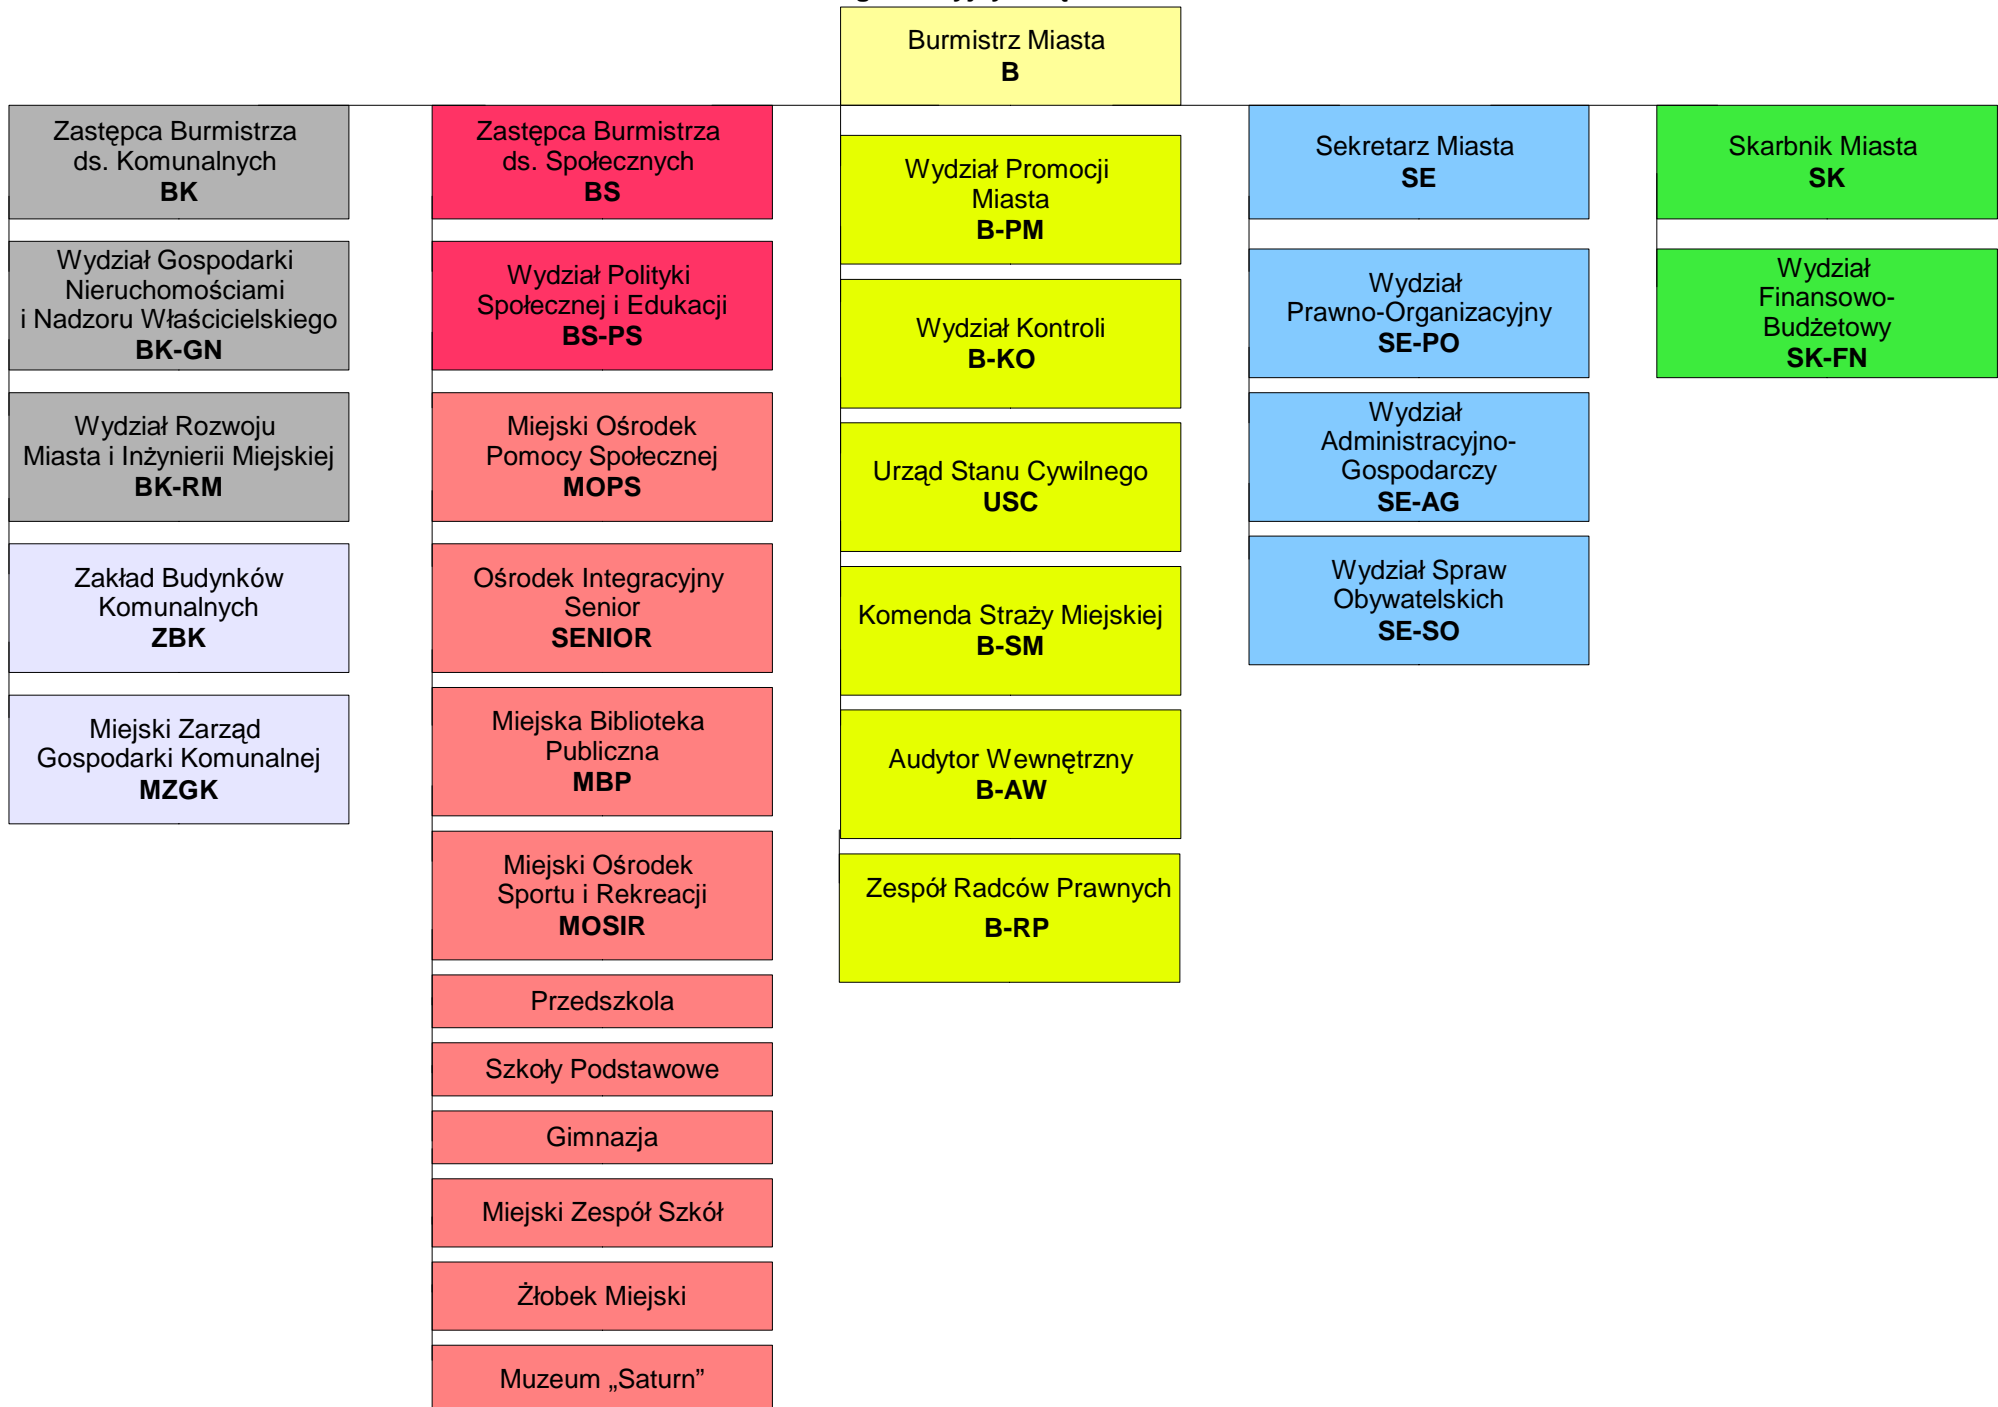 Burmistrz Miasta
B
Zastępca Burmistrza
ds. Komunalnych
BK
Wydział Gospodarki
Nieruchomościami
i Nadzoru Właścicielskiego
BK-GN
Wydział Rozwoju
Miasta i Inżynierii Miejskiej
BK-RM
Zakład Budynków
Komunalnych
ZBK
Miejski Zarząd
Gospodarki Komunalnej
MZGK
Zastępca Burmistrza
ds. Społecznych
BS
Wydział Polityki
Społecznej i Edukacji
BS-PS
Miejski Ośrodek
Pomocy Społecznej
MOPS
Ośrodek Integracyjny
Senior
SENIOR
Miejska Biblioteka
Publiczna
MBP
Miejski Ośrodek
Sportu i Rekreacji
MOSIR
Przedszkola
Szkoły Podstawowe
Gimnazja
Miejski Zespół Szkół
Żłobek Miejski
Muzeum „Saturn”
Wydział Promocji
Miasta
B-PM
Wydział Kontroli
B-KO
Urząd Stanu Cywilnego
USC
Komenda Straży Miejskiej
B-SM
Audytor Wewnętrzny
B-AW
Zespół Radców Prawnych
B-RP
Sekretarz Miasta
SE
Wydział
Prawno-Organizacyjny
SE-PO
Wydział
Administracyjno-
Gospodarczy
SE-AG
Wydział Spraw
Obywatelskich
SE-SO
Skarbnik Miasta
SK
Wydział
Finansowo-
Budżetowy
SK-FN